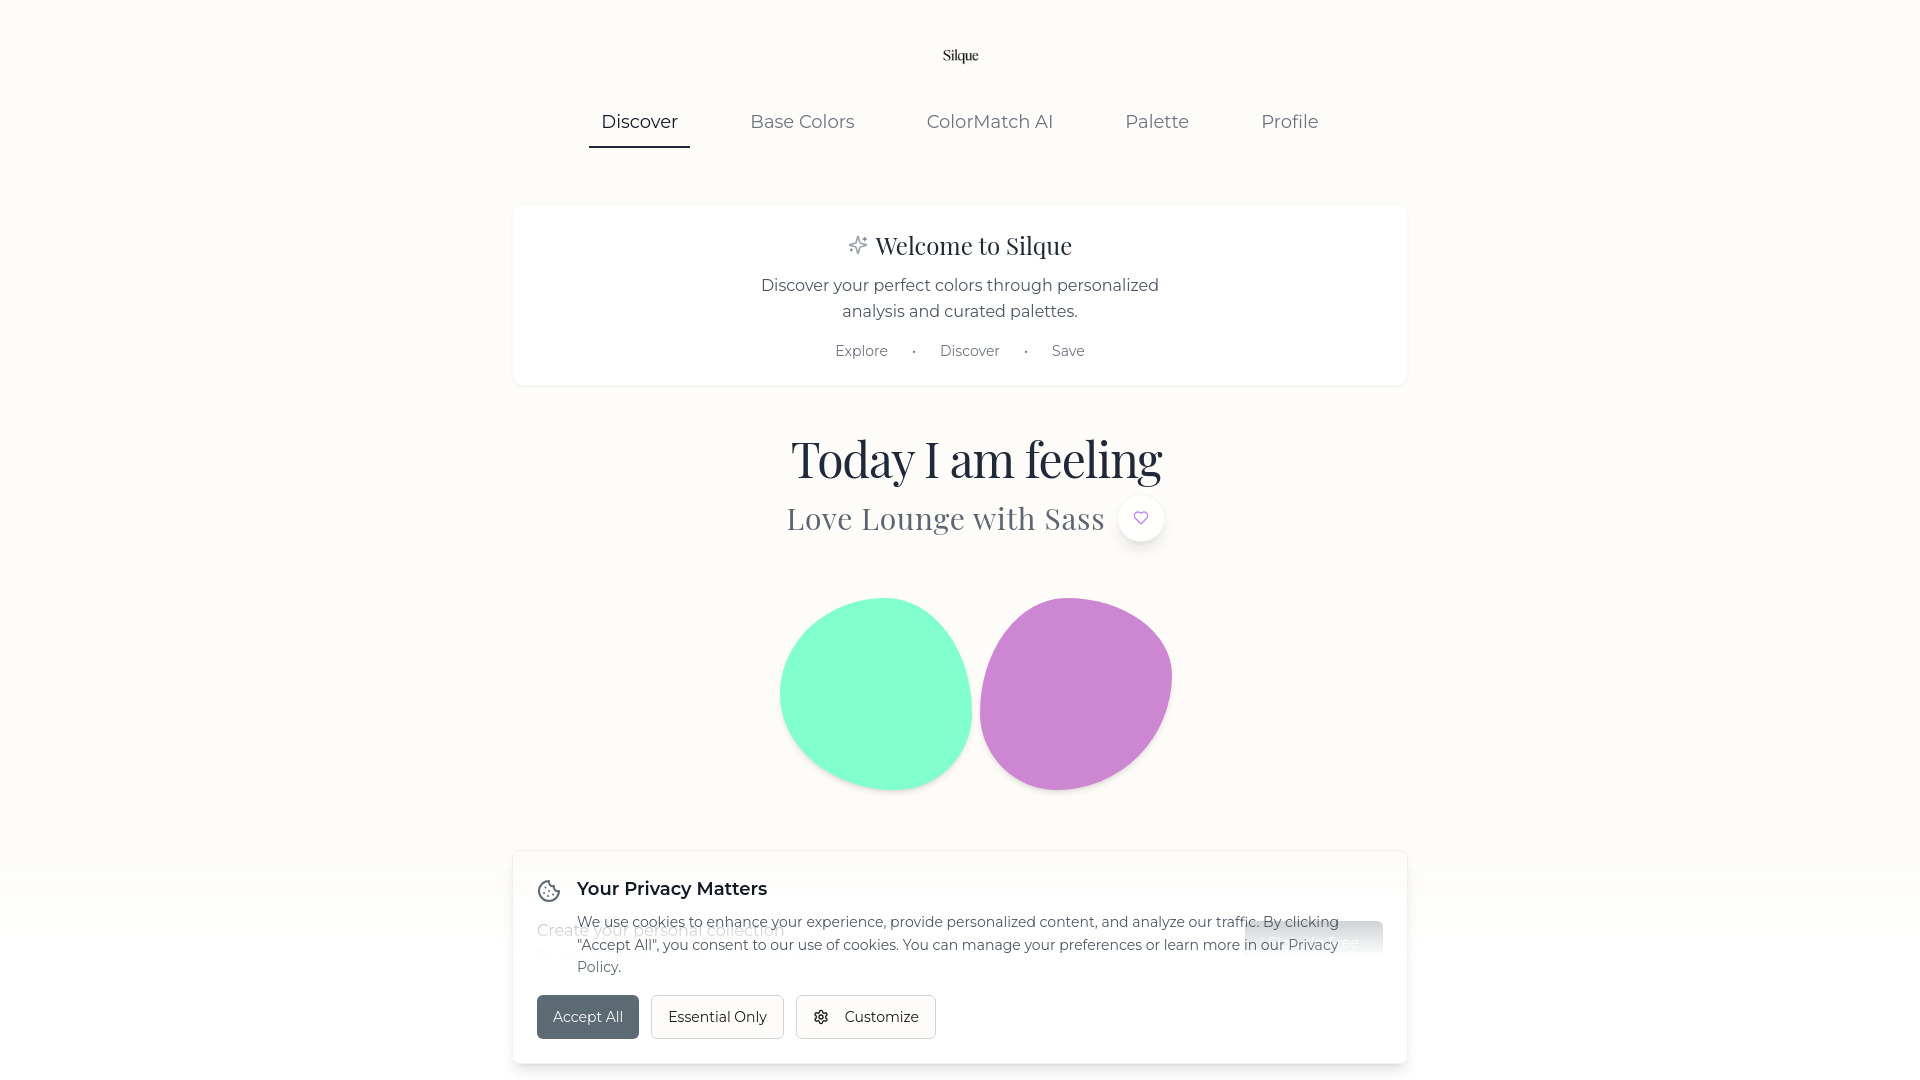 Silque
Discover
Base Colors
ColorMatch AI
Palette
Profile
Welcome to Silque
Discover your perfect colors through personalized
analysis and curated palettes.
Explore • Discover • Save
Today I am feeling
Love Lounge with Sass
Your Privacy Matters
Create your personal collection
We use cookies to enhance your experience, provide personalized content, and analyze our traffic. By clicking
"Accept All", you consent to our use of cookies. You can manage your preferences or learn more in our Privacy
Policy.
Accept All
Essential Only
Customize